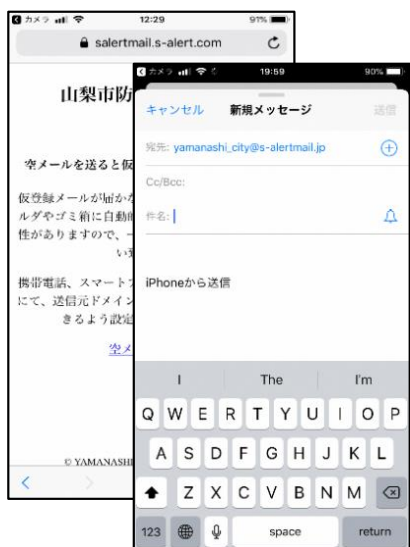 カメラ 12:29 91%
salertmail.s-alert.com
山梨市防
空メールを送ると仮
仮登録メールが届かな
ルダやゴミ箱に自動
性がありますので、
い
携帯電話、スマート
にて、送信元ドメイン
きるよう設定
空メ
© YAMANASHI
カメラ 19:59 90%
キャンセル 新規メッセージ 送信
宛先: yamanashi_city@s-alertmail.jp
Cc/Bcc:
件名:
iPhoneから送信
I The I'm
Q W E R T Y U I O P
A S D F G H J K L
Z X C V B N M
123 space return